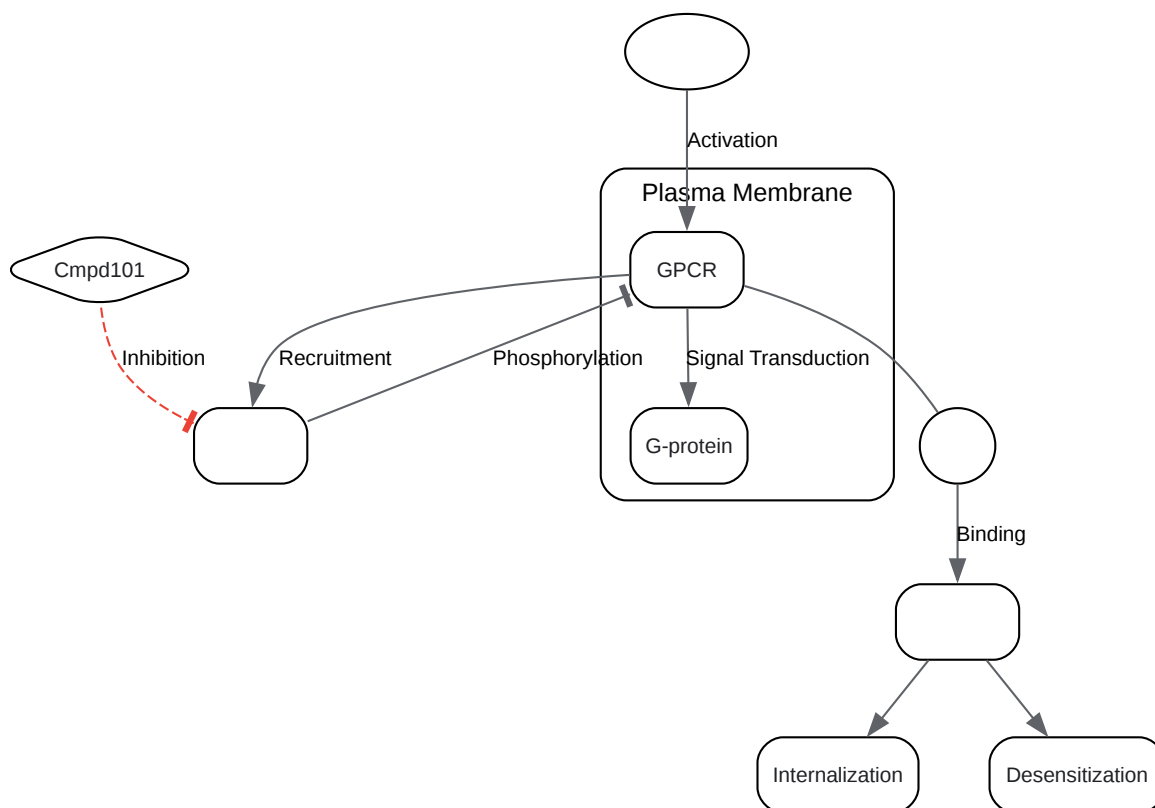 Activation
Plasma Membrane
GPCR
Cmpd101
Inhibition
Recruitment
Phosphorylation
Signal Transduction
G-protein
Binding
Internalization
Desensitization